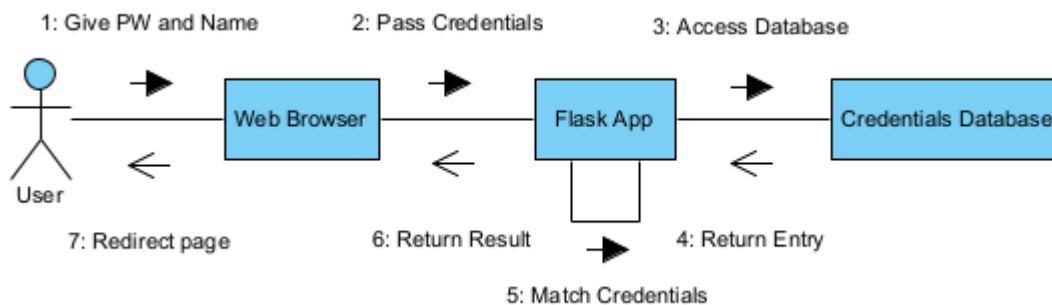 1: Give PW and Name
2: Pass Credentials
3: Access Database
Web Browser
Flask App
Credentials Database
User
7: Redirect page
6: Return Result
4: Return Entry
5: Match Credentials